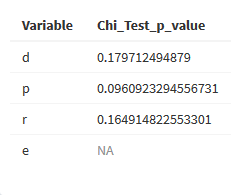 Variable Chi_Test_p_value
d 0.179712494879
p 0.0960923294556731
r 0.164914822553301
e NA